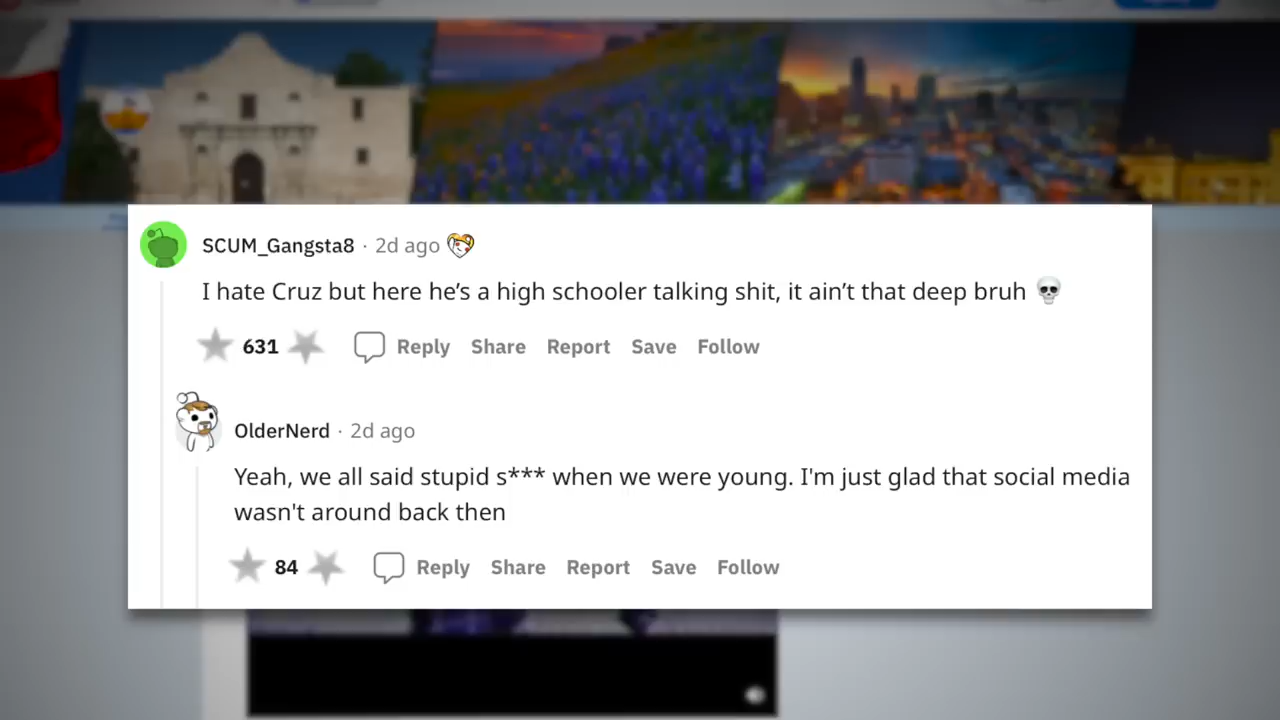 SCUM_Gangsta8 · 2d ago
I hate Cruz but here he’s a high schooler talking shit, it ain’t that deep bruh 💀
631 Reply Share Report Save Follow
OlderNerd · 2d ago
Yeah, we all said stupid s*** when we were young. I'm just glad that social media
wasn't around back then
84 Reply Share Report Save Follow